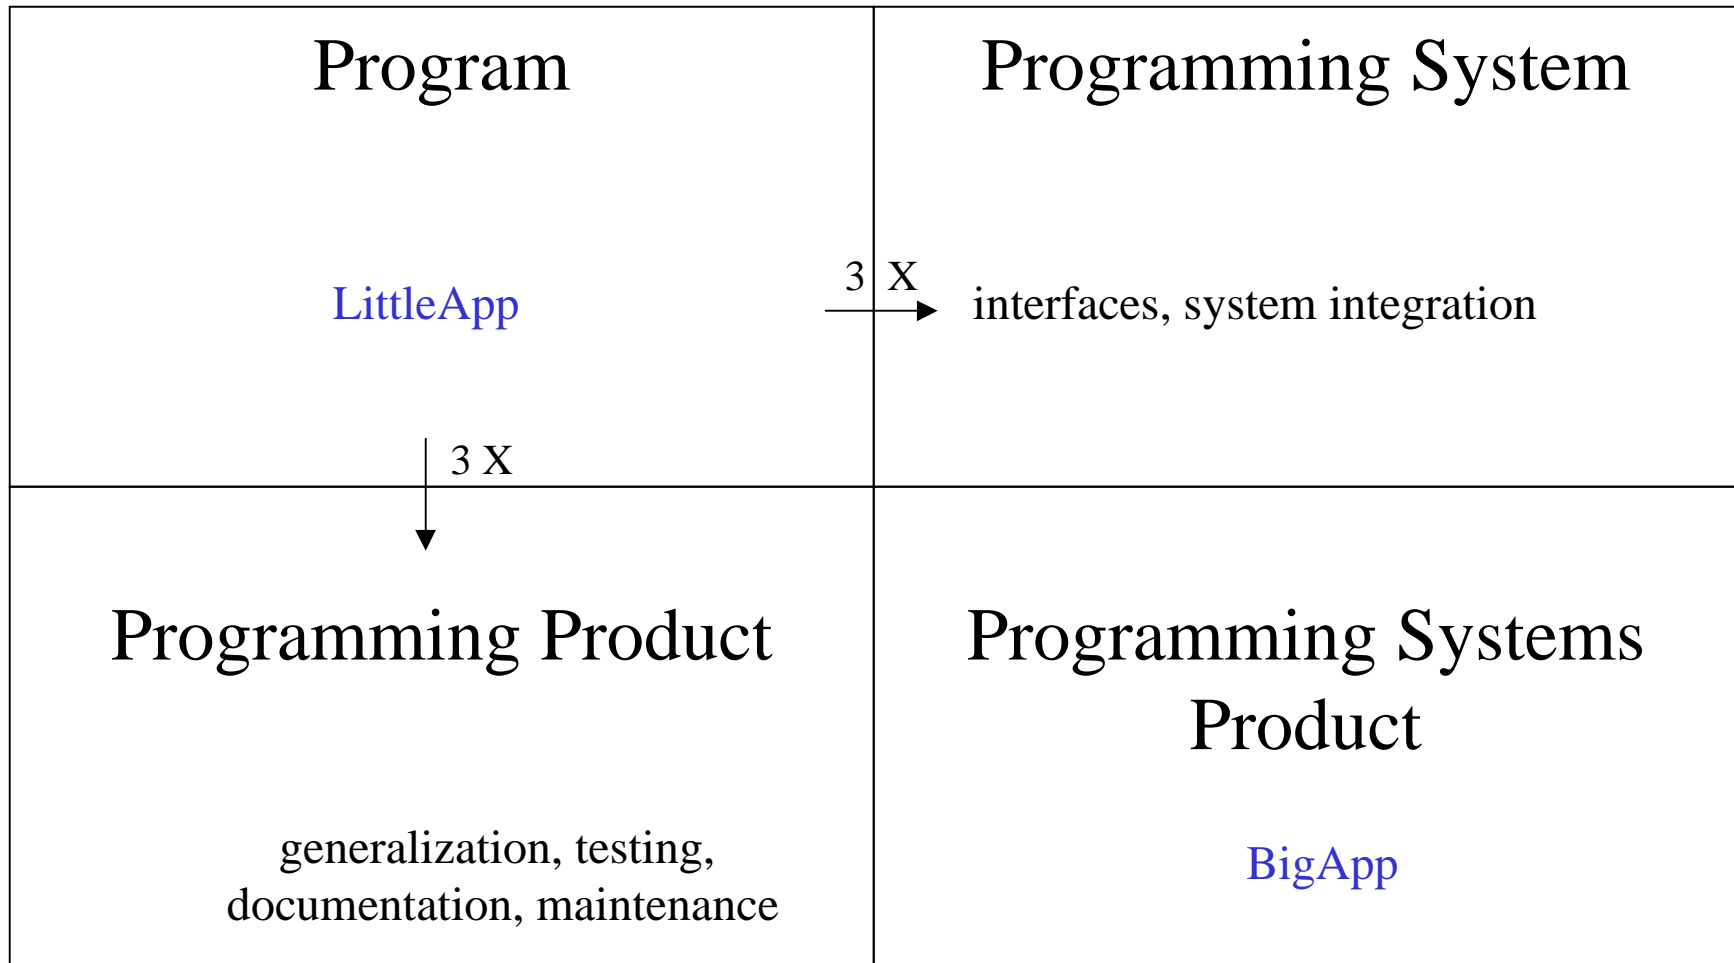 Program
Programming System
LittleApp
3 X
interfaces, system integration
3 X
Programming Product
Programming Systems
Product
generalization, testing,
documentation, maintenance
BigApp